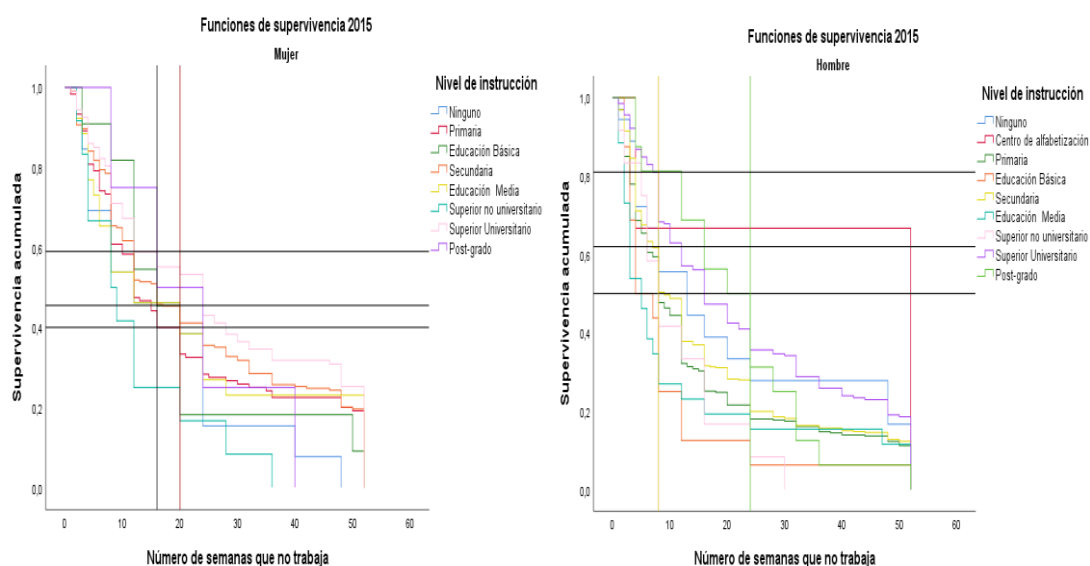 Funciones de supervivencia 2015
Mujer
Supervivencia acumulada
1,0
0,8
0,6
0,4
0,2
0,0
0
10
20
30
40
50
60
Número de semanas que no trabaja
Nivel de instrucción
Ninguno
Primaria
Educación Básica
Secundaria
Educación Media
Superior no universitario
Superior Universitario
Post-grado
Funciones de supervivencia 2015
Hombre
Supervivencia acumulada
1,0
0,8
0,6
0,4
0,2
0,0
0
10
20
30
40
50
60
Número de semanas que no trabaja
Nivel de instrucción
Ninguno
Centro de alfabetización
Primaria
Educación Básica
Secundaria
Educación Media
Superior no universitario
Superior Universitario
Post-grado